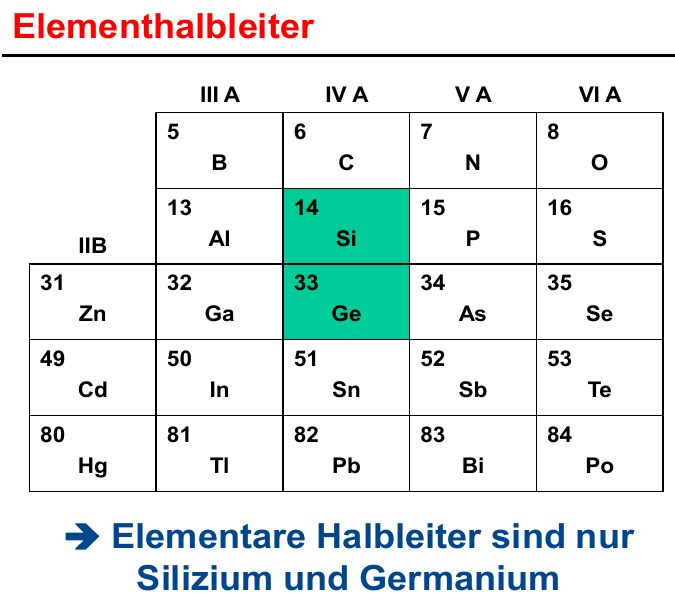 Elementhalbleiter
III A IV A V A VI A
5 6 7 8
B C N O
13 14 15 16
Al Si P S
IIB
31 32 33 34 35
Zn Ga Ge As Se
49 50 51 52 53
Cd In Sn Sb Te
80 81 82 83 84
Hg Tl Pb Bi Po
➔ Elementare Halbleiter sind nur
Silizium und Germanium